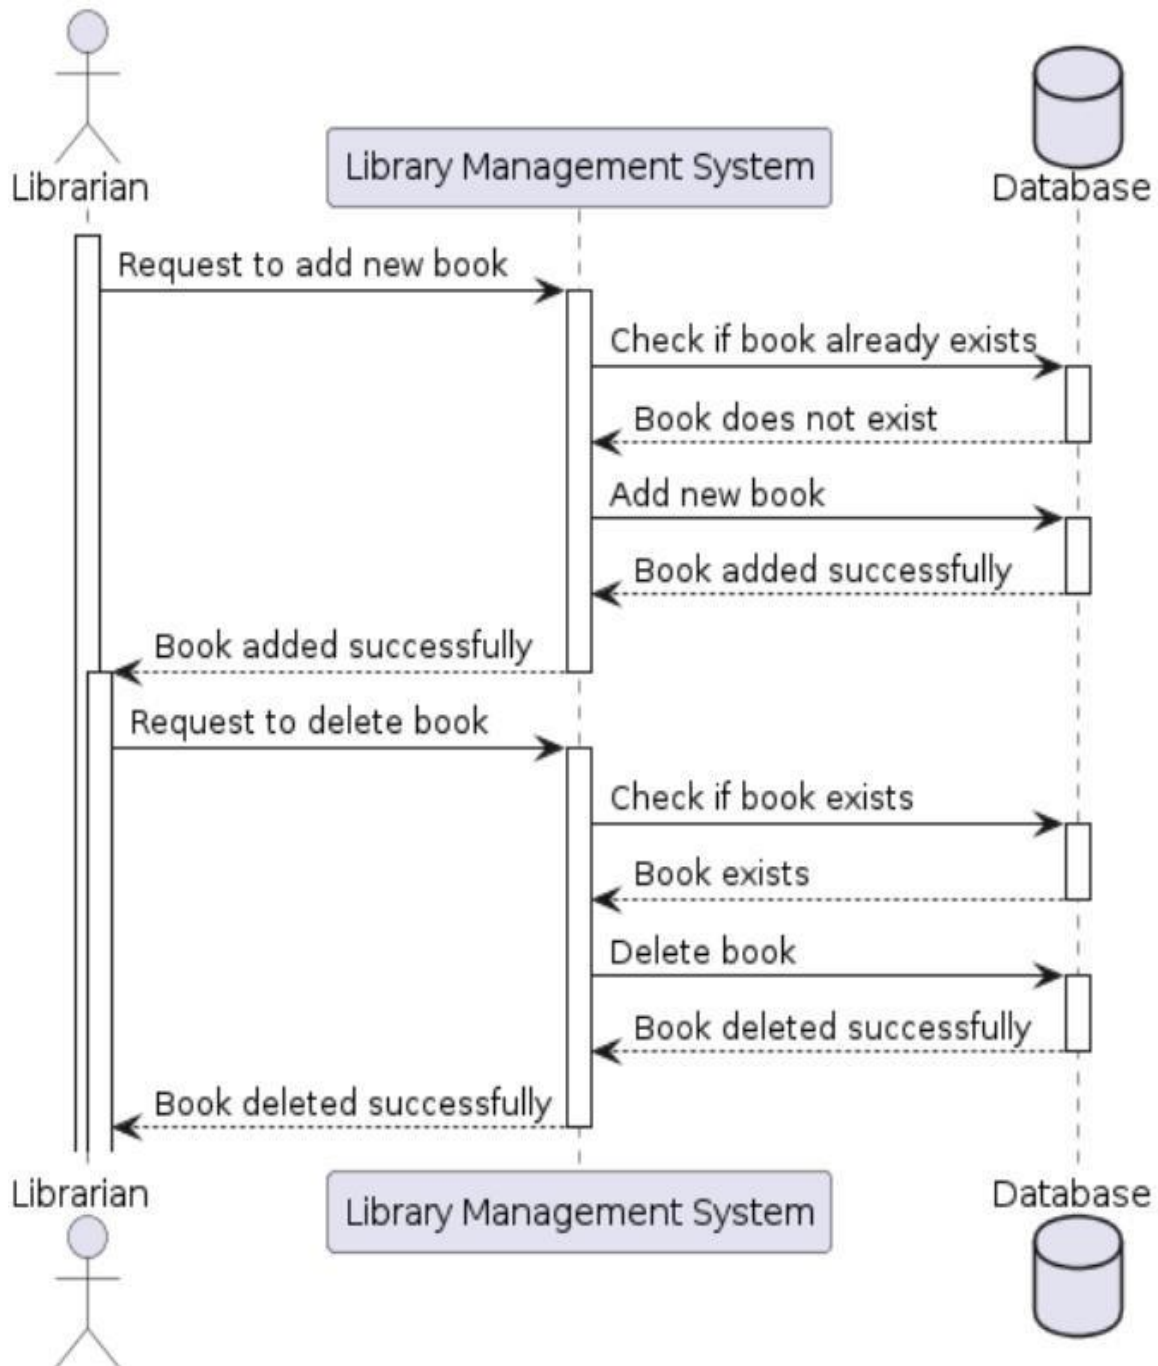 Librarian
Library Management System
Database
Request to add new book
Check if book already exists
Book does not exist
Add new book
Book added successfully
Book added successfully
Request to delete book
Check if book exists
Book exists
Delete book
Book deleted successfully
Book deleted successfully
Librarian
Library Management System
Database